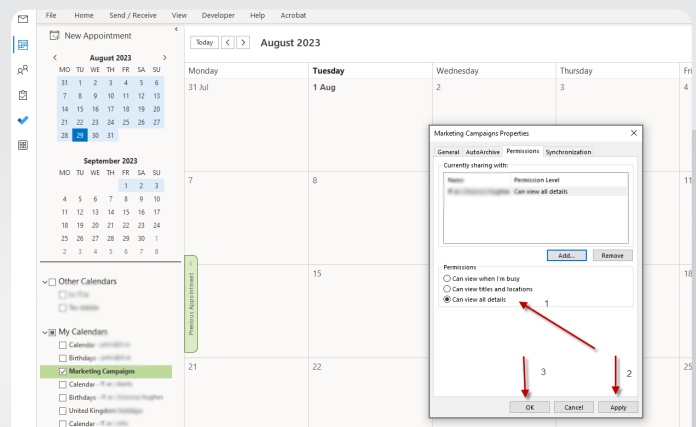 File Home Send / Receive View Developer Help Acrobat
New Appointment
August 2023
MO TU WE TH FR SA SU
31 1 2 3 4 5 6
7 8 9 10 11 12 13
14 15 16 17 18 19 20
21 22 23 24 25 26 27
28 29 30 31
September 2023
MO TU WE TH FR SA SU
1 2 3
4 5 6 7 8 9 10
11 12 13 14 15 16 17
18 19 20 21 22 23 24
25 26 27 28 29 30 1
2 3 4 5 6 7 8
Other Calendars
My Calendars
Calendar
Birthdays
Marketing Campaigns
Calendar -
Birthdays -
United Kingdom
Calendar -
Today August 2023
Monday Tuesday Wednesday Thursday Fri
31 Jul 1 Aug 2 3 4
7 8 11
15 18
21 22 25
Previous Appointment
Marketing Campaigns Properties
General AutoArchive Permissions Synchronization
Currently sharing with:
Name Permission Level
Can view all details
Add... Remove
Permissions
Can view when I'm busy
Can view titles and locations
Can view all details
1
3
2
OK Cancel Apply